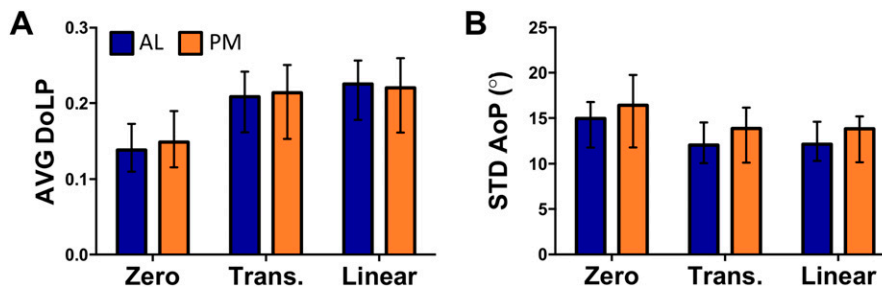 A
AL PM
AVG DoLP
0.3
0.2
0.1
0.0
Zero Trans. Linear
B
STD AoP (°)
25
20
15
10
5
0
Zero Trans. Linear